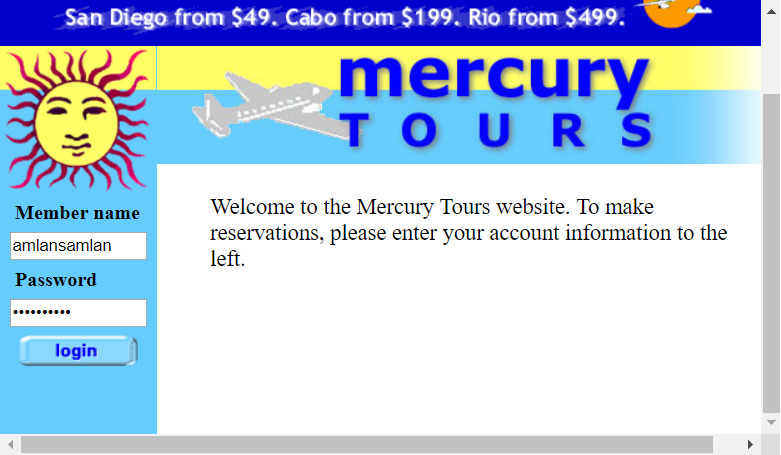 San Diego from $49. Cabo from $199. Rio from $499.
mercury
TOURS
Member name
amlansamlan
Password
••••••••••
login
Welcome to the Mercury Tours website. To make
reservations, please enter your account information to the
left.